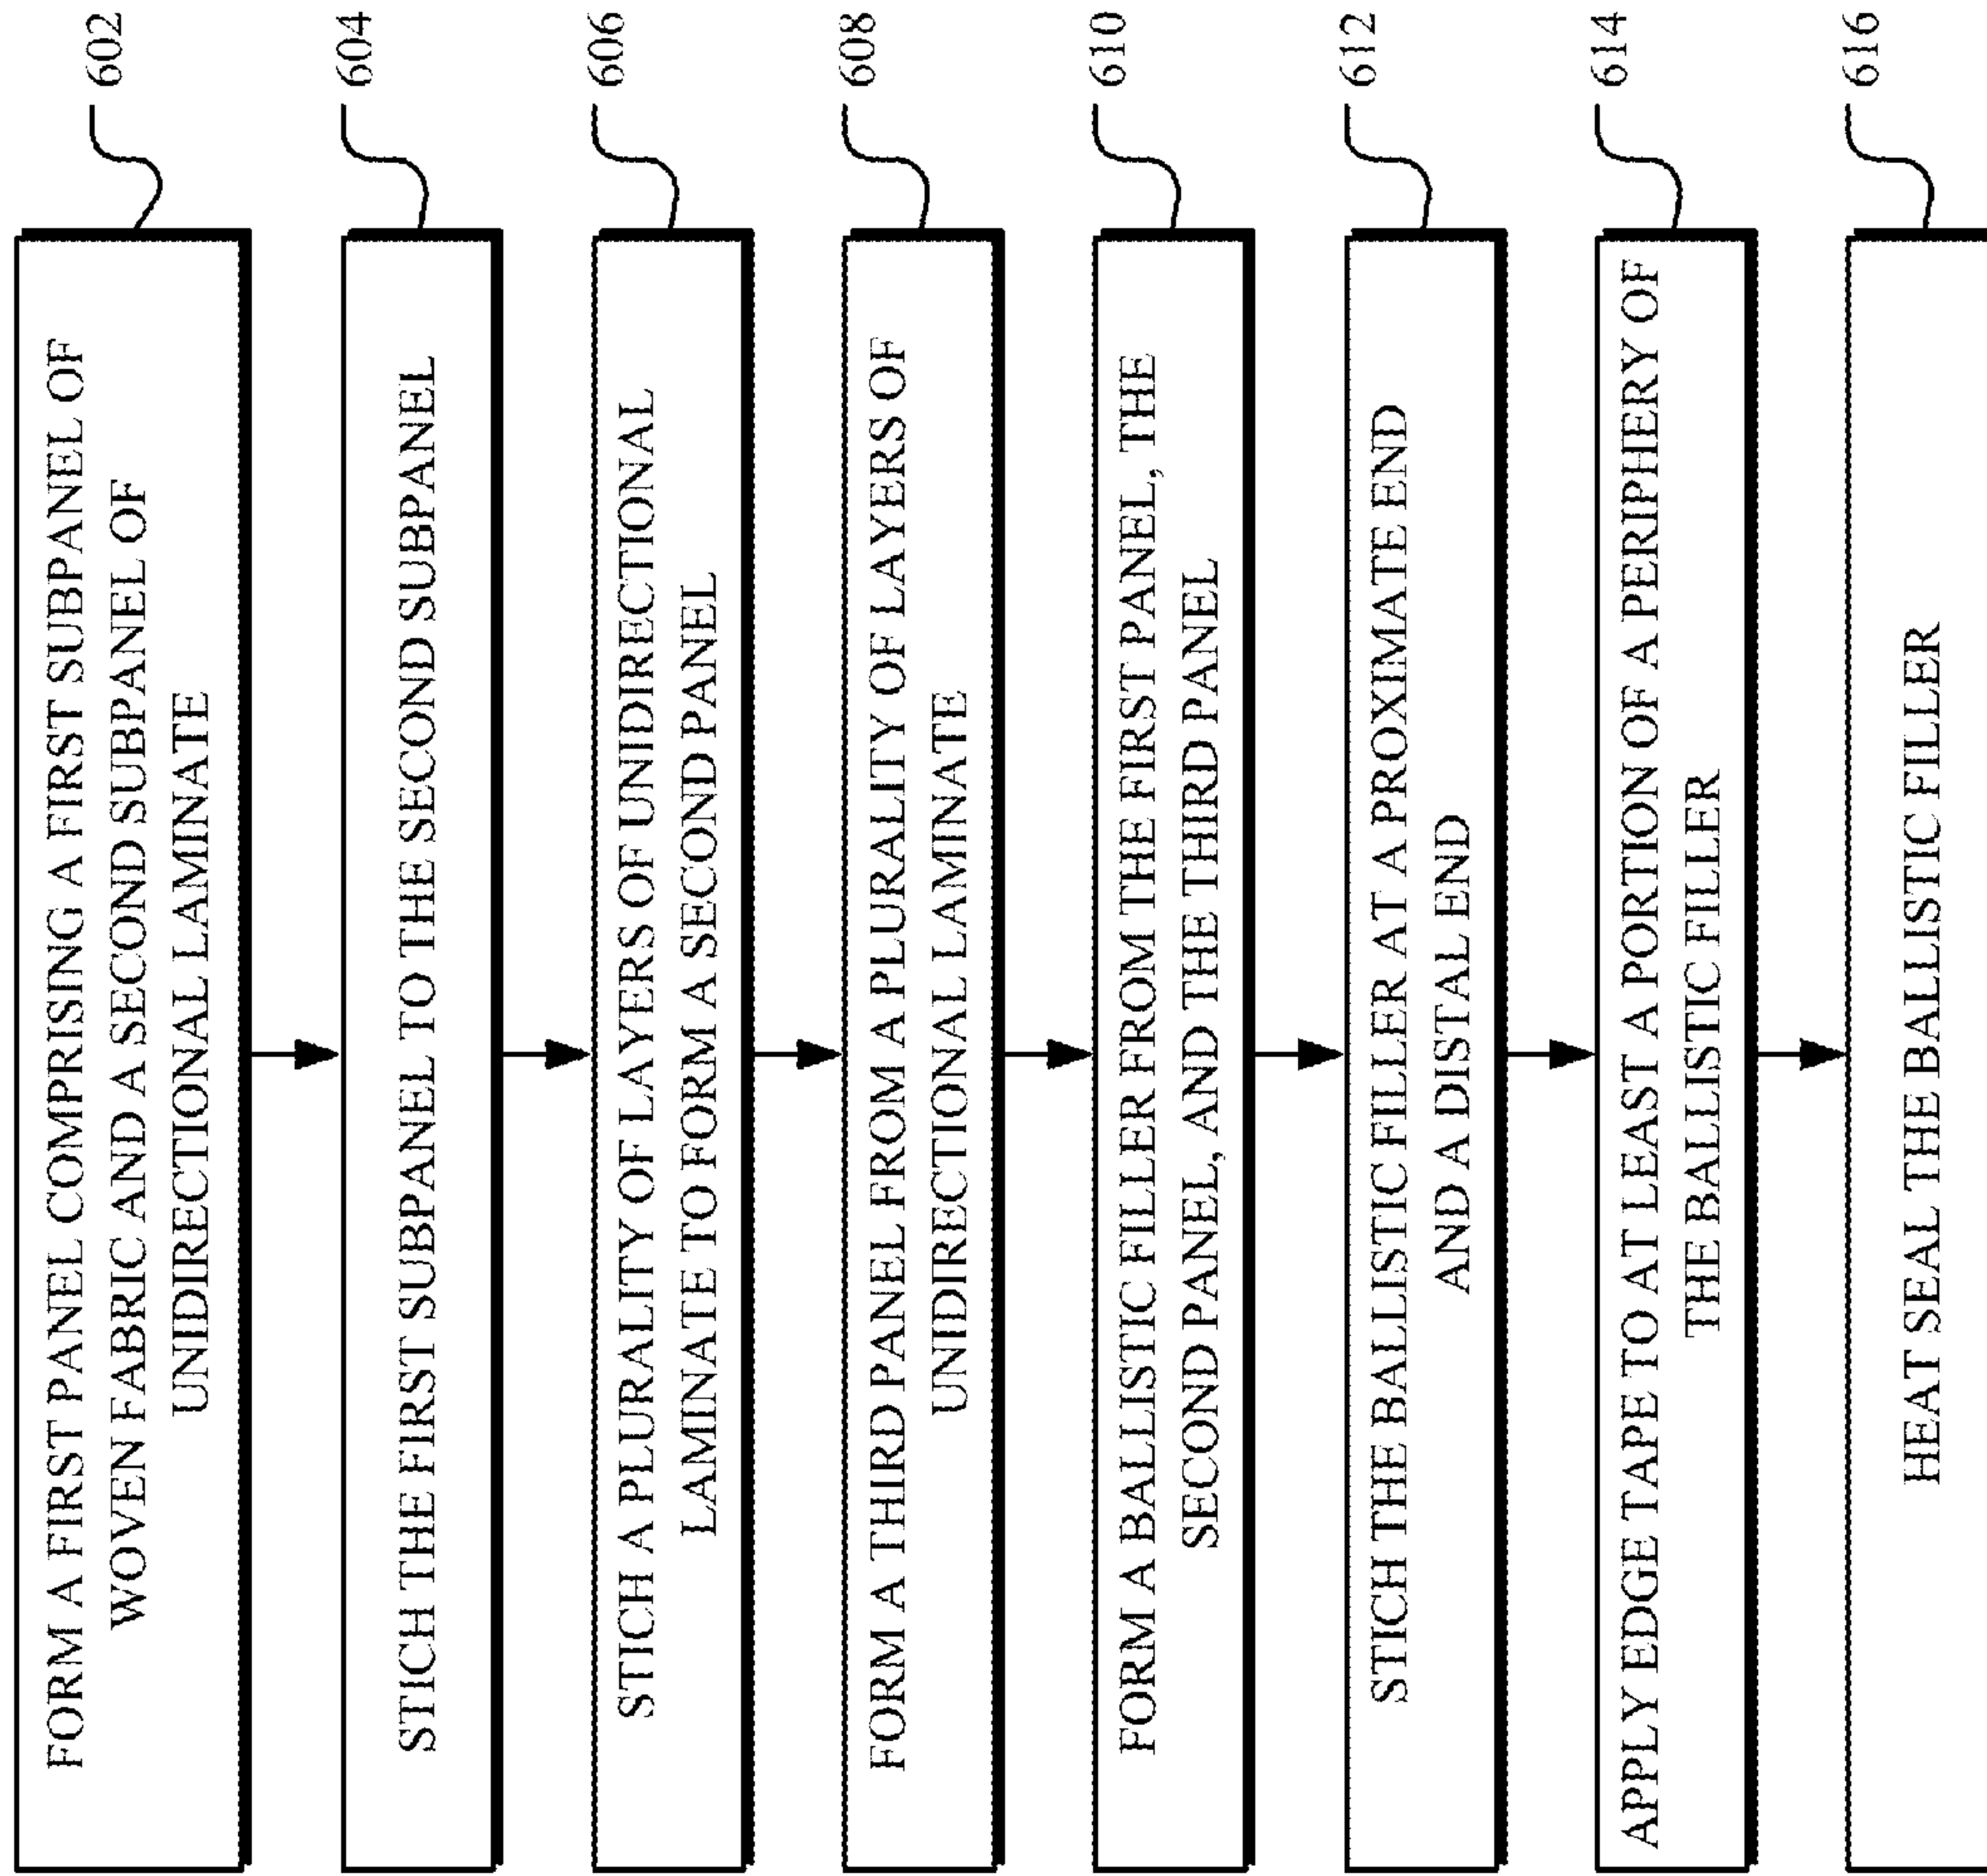 FORM A FIRST PANEL COMPRISING A FIRST SUBPANEL OF
WOVEN FABRIC AND A SECOND SUBPANEL OF
UNIDIRECTIONAL LAMINATE
602
STICH THE FIRST SUBPANEL TO THE SECOND SUBPANEL
604
STICH A PLURALITY OF LAYERS OF UNIDIRECTIONAL
LAMINATE TO FORM A SECOND PANEL
606
FORM A THIRD PANEL FROM A PLURALITY OF LAYERS OF
UNIDIRECTIONAL LAMINATE
608
FORM A BALLISTIC FILLER FROM THE FIRST PANEL, THE
SECOND PANEL, AND THE THIRD PANEL
610
STICH THE BALLISTIC FILLER AT A PROXIMATE END
AND A DISTAL END
612
APPLY EDGE TAPE TO AT LEAST A PORTION OF A PERIPHERY OF
THE BALLISTIC FILLER
614
HEAT SEAL THE BALLISTIC FILLER
616